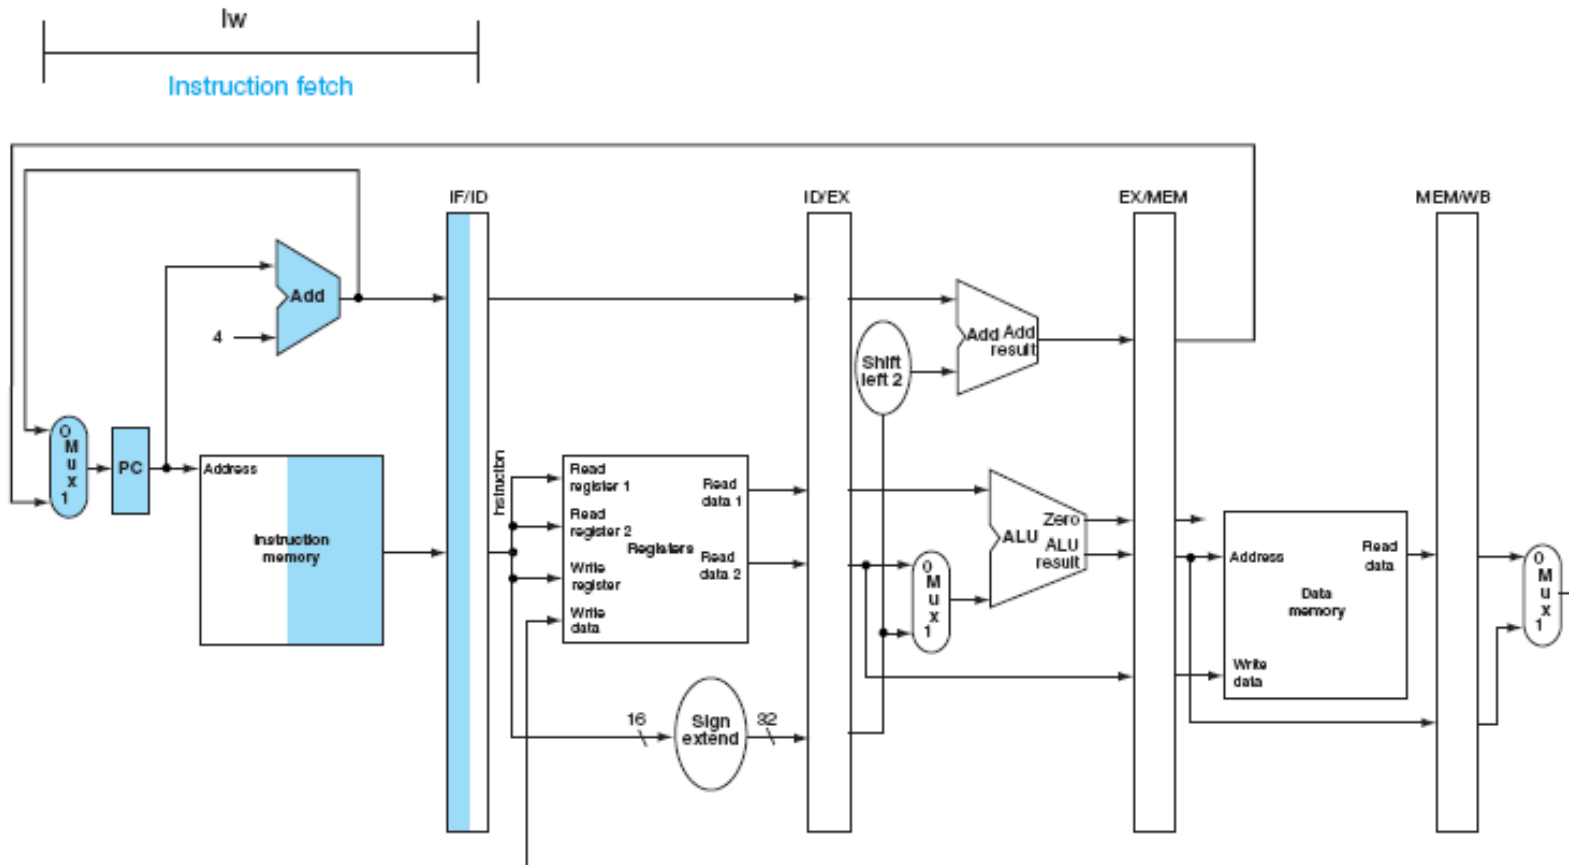 lw
Instruction fetch
IF/ID
ID/EX
EX/MEM
MEM/WB
Add
4
Shift
left 2
Add Add
result
0
M
u
x
1
PC
Address
Instruction
memory
Instruction
Read
register 1
Read
register 2
Write
register
Write
data
Registers
Read
data 1
Read
data 2
0
M
u
x
1
Zero
ALU
ALU
result
Address
Read
data
Data
memory
Write
data
0
M
u
x
1
16
Sign
extend
32